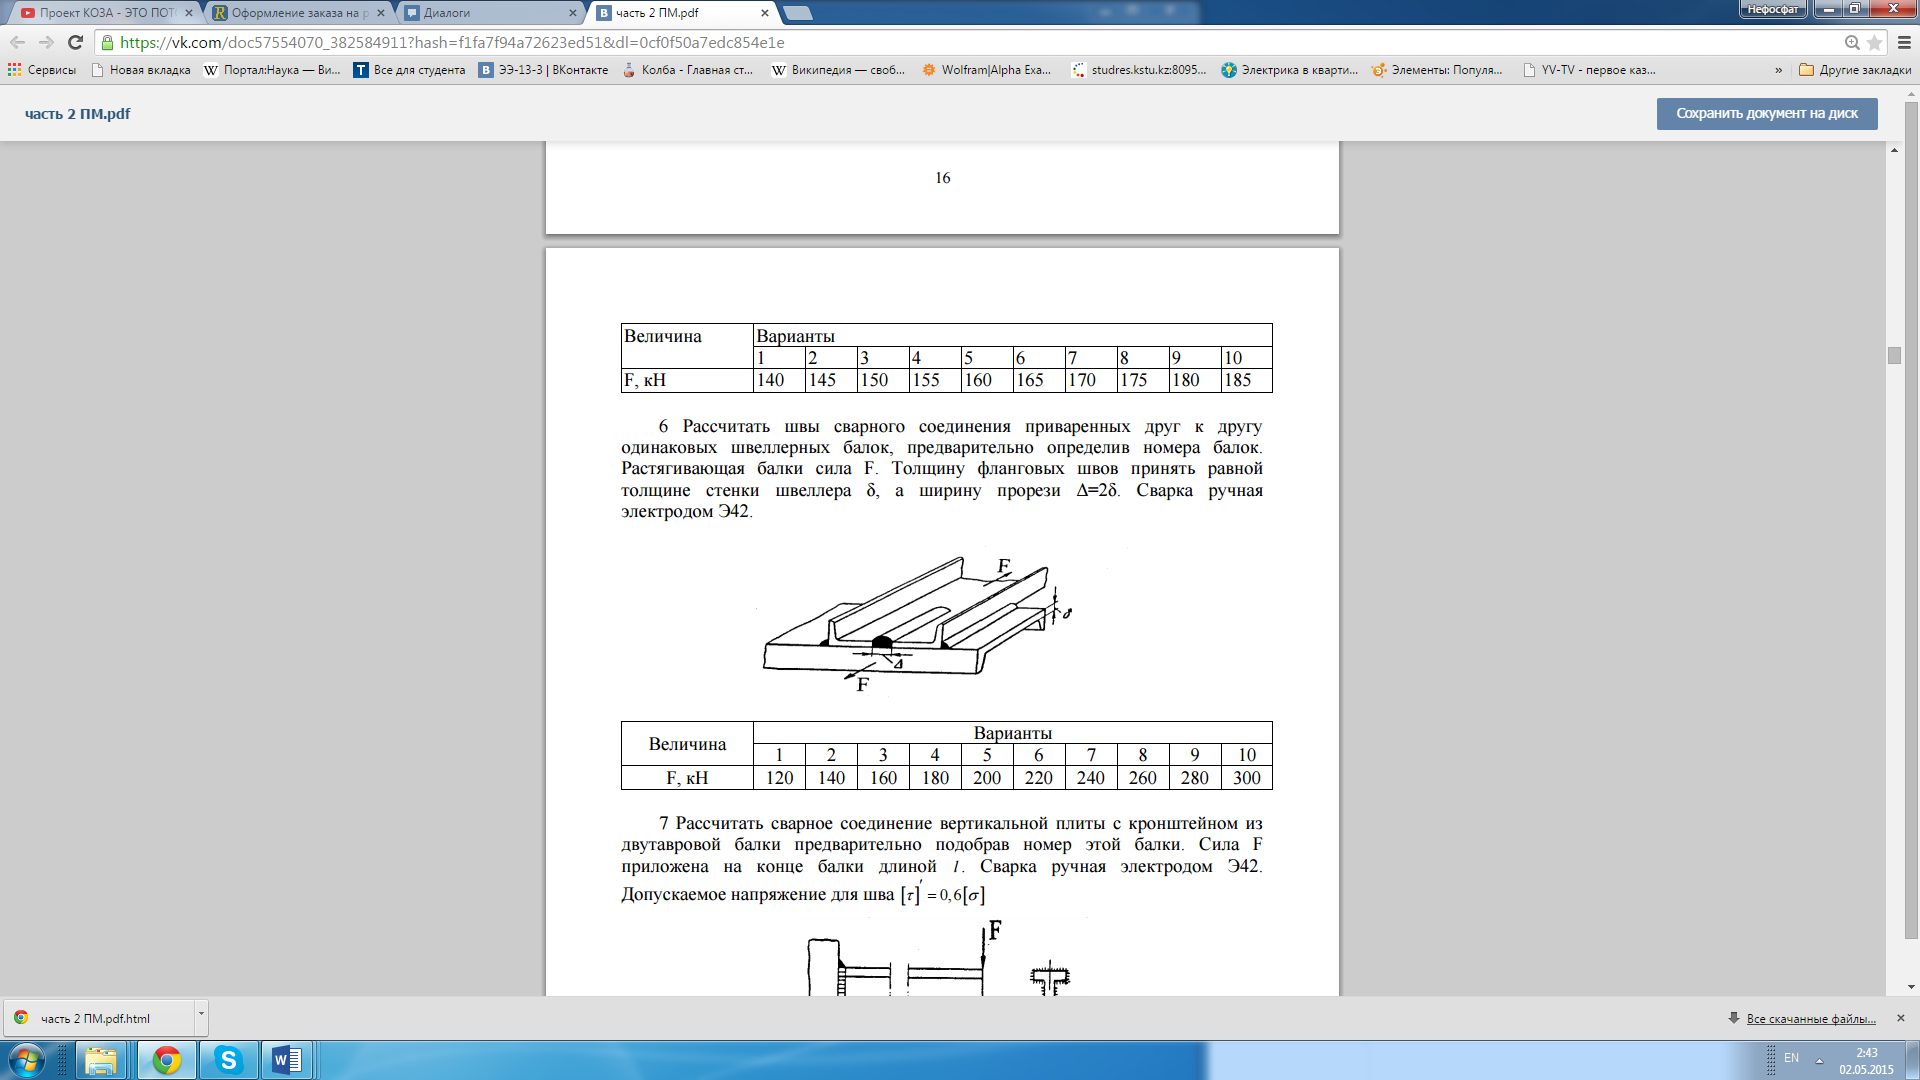 Проект КОЗА - ЭТО ПОТ
Оформление заказа на р
Диалоги
часть 2 ПМ.pdf
Нефосфат
https://vk.com/doc57554070_382584911?hash=f1fa7f94a72623ed51&dl=0cf0f50a7edc854e1e
Сервисы
Новая вкладка
Портал:Наука — Ви...
Все для студента
ЭЭ-13-3 | ВКонтакте
Колба - Главная ст...
Википедия — своб...
Wolfram|Alpha Exa...
studres.kstu.kz:8095...
Электрика в кварти...
Элементы: Популя...
YV-TV - первое каз...
»
Другие закладки
часть 2 ПМ.pdf
Сохранить документ на диск
16
Величина Варианты
1 2 3 4 5 6 7 8 9 10
F, кН 140 145 150 155 160 165 170 175 180 185
6 Рассчитать швы сварного соединения приваренных друг к другу
одинаковых швеллерных балок, предварительно определив номера балок.
Растягивающая балки сила F. Толщину фланговых швов принять равной
толщине стенки швеллера δ, а ширину прорези Δ=2δ. Сварка ручная
электродом Э42.
F
δ
Δ
F
Величина Варианты
1 2 3 4 5 6 7 8 9 10
F, кН 120 140 160 180 200 220 240 260 280 300
7 Рассчитать сварное соединение вертикальной плиты с кронштейном из
двутавровой балки предварительно подобрав номер этой балки. Сила F
приложена на конце балки длиной l. Сварка ручная электродом Э42.
Допускаемое напряжение для шва [τ]′ = 0,6[σ]
F
часть 2 ПМ.pdf.html
Все скачанные файлы...
EN
2:43
02.05.2015